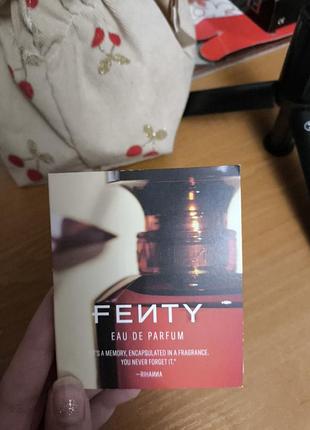 FEИTY
EAU DE PARFUM
"IT'S A MEMORY, ENCAPSULATED IN A FRAGRANCE.
YOU NEVER FORGET IT."
—RIHANNA